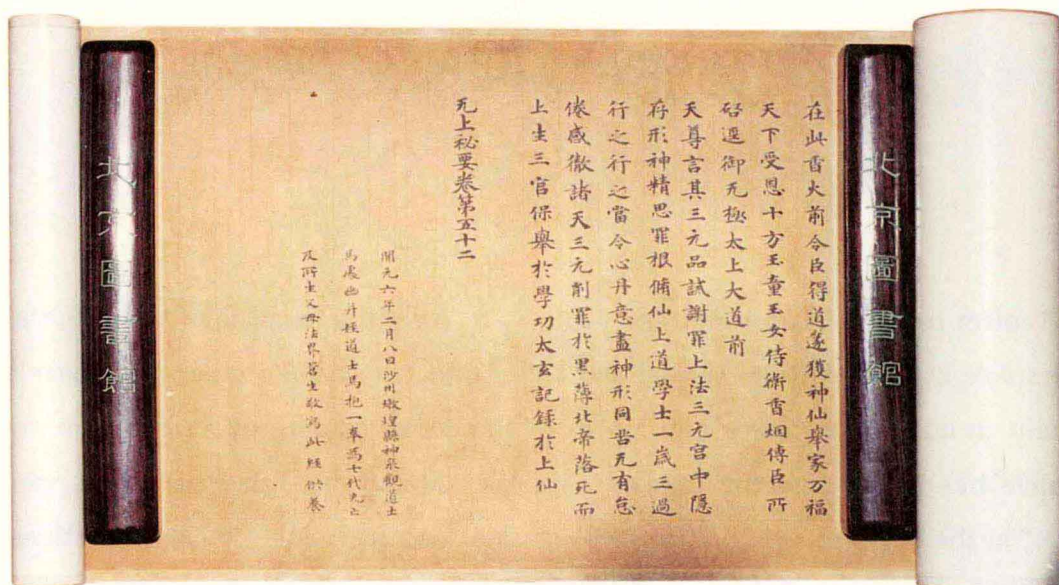 北京圖書館
在此香火前令臣得道遂獲神仙舉家万福
天下受恩十方玉童玉女侍衛香烟傳臣所
啓逕御无極太上大道前
天尊言其三元品誡謝罪上法三元宫中隱
存形神精思罪根脩仙上道學士一歲三過
行之行之當令心丹意盡神形同苦无有怠
倦感徹諸天三元削罪於黑薄北帝落死而
上生三官保舉於學功太玄記錄於上仙
无上秘要卷第五十二
開元六年二月八日沙州燉煌縣神泉觀道士
馬處幽并姪道士馬抱一奉爲七代先亡
及所生父母法界蒼生敬寫此經供養
北京圖書館